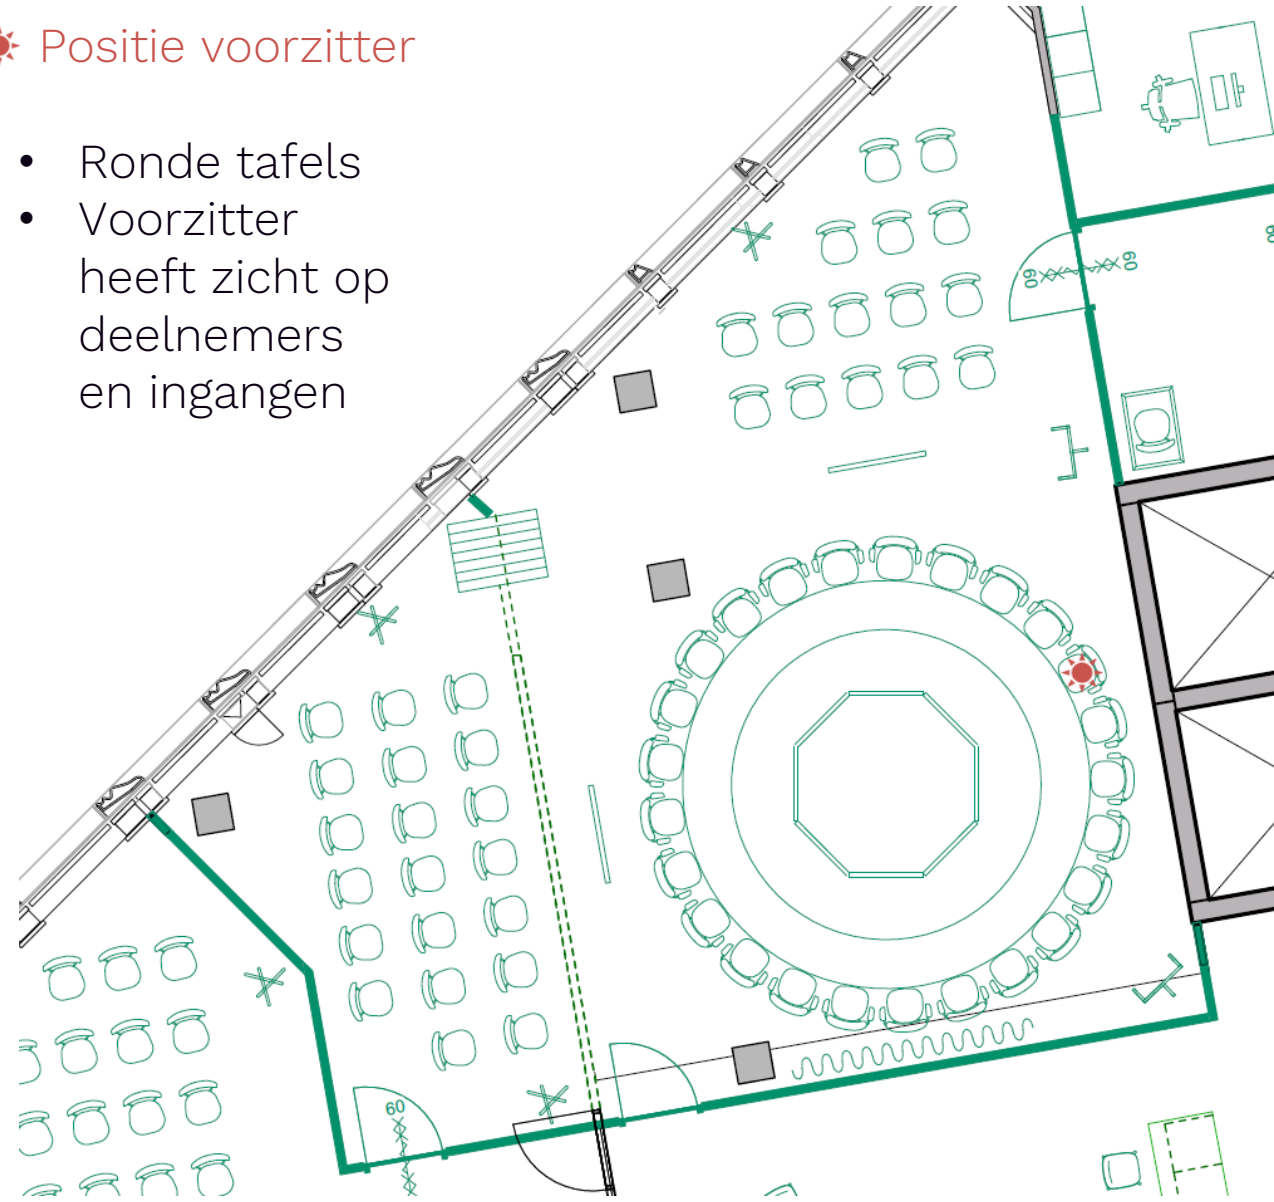 Positie voorzitter
• Ronde tafels
• Voorzitter
heeft zicht op
deelnemers
en ingangen
60
60
60